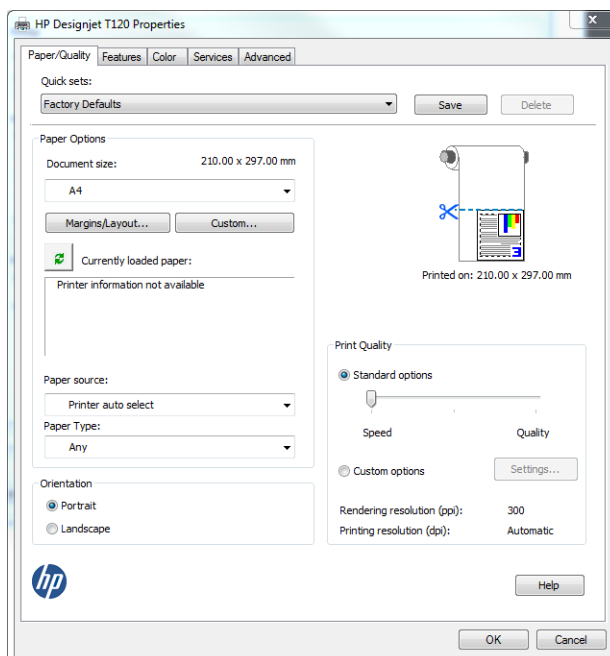 HP Designjet T120 Properties
x
Paper/Quality Features Color Services Advanced
Quick sets:
Factory Defaults Save Delete
Paper Options
Document size: 210.00 x 297.00 mm
A4
Margins/Layout... Custom...
Currently loaded paper:
Printer information not available
Printed on: 210.00 x 297.00 mm
Paper source:
Printer auto select
Paper Type:
Any
Orientation
Portrait
Landscape
Print Quality
Standard options
Speed Quality
Custom options Settings...
Rendering resolution (ppi): 300
Printing resolution (dpi): Automatic
hp
Help
OK Cancel